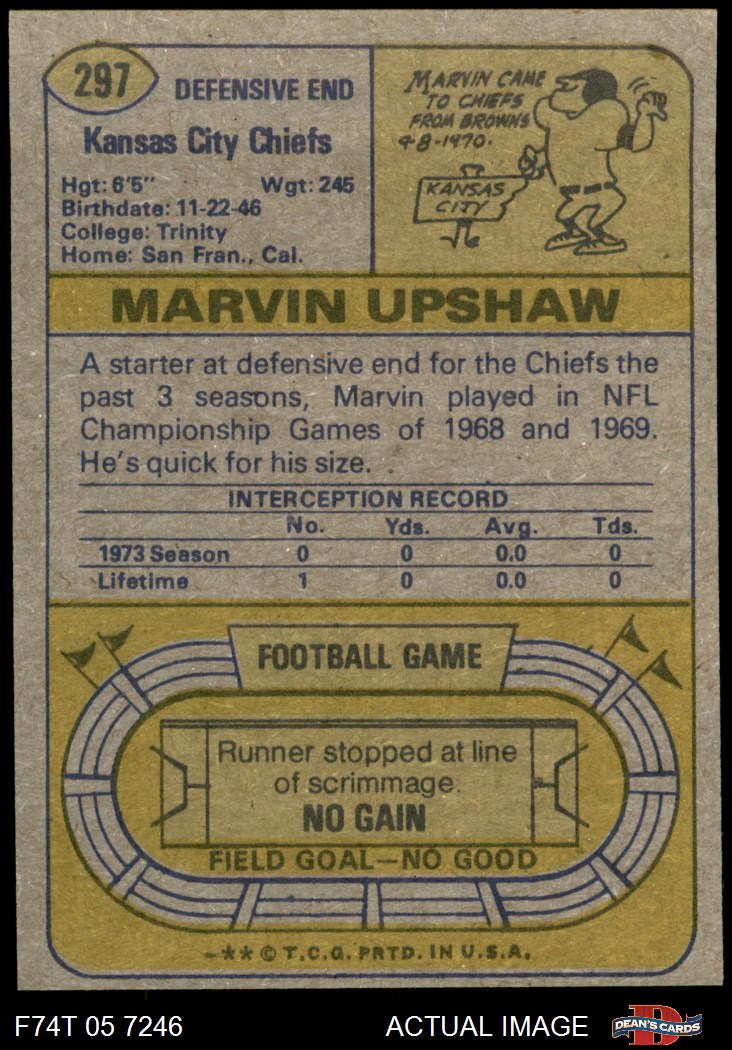 297
DEFENSIVE END
Kansas City Chiefs
Hgt: 6'5" Wgt: 245
Birthdate: 11-22-46
College: Trinity
Home: San Fran., Cal.
MARVIN CAME
TO CHIEFS
FROM BROWNS
9-8-1970.
KANSAS
CITY
MARVIN UPSHAW
A starter at defensive end for the Chiefs the
past 3 seasons, Marvin played in NFL
Championship Games of 1968 and 1969.
He's quick for his size.
INTERCEPTION RECORD
No. Yds. Avg. Tds.
1973 Season 0 0 0.0 0
Lifetime 1 0 0.0 0
FOOTBALL GAME
Runner stopped at line
of scrimmage.
NO GAIN
FIELD GOAL—NO GOOD
** © T.C.G. PRTD. IN U.S.A.
F74T 05 7246 ACTUAL IMAGE
D
DEAN'S CARDS